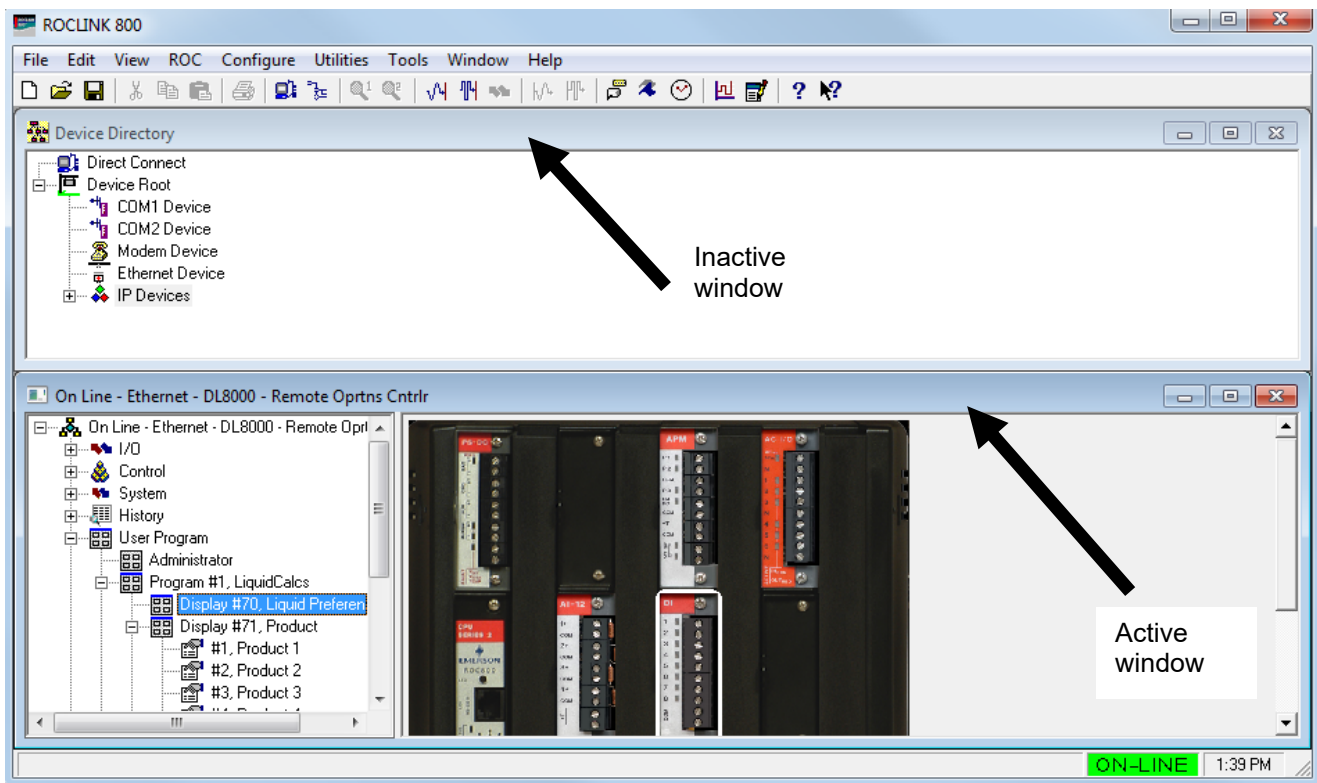 ROCLINK 800
File Edit View ROC Configure Utilities Tools Window Help
Device Directory
Direct Connect
Device Root
COM1 Device
COM2 Device
Modem Device
Ethernet Device
IP Devices
Inactive
window
On Line - Ethernet - DL8000 - Remote Oprtns Cntrlr
On Line - Ethernet - DL8000 - Remote Oprt
I/O
Control
System
History
User Program
Administrator
Program #1, LiquidCalcs
Display #70, Liquid Preferen
Display #71, Product
#1, Product 1
#2, Product 2
#3, Product 3
APM
AI-12
DI
CPU
SERIES 2
EMERSON
Active
window
ON-LINE
1:39 PM